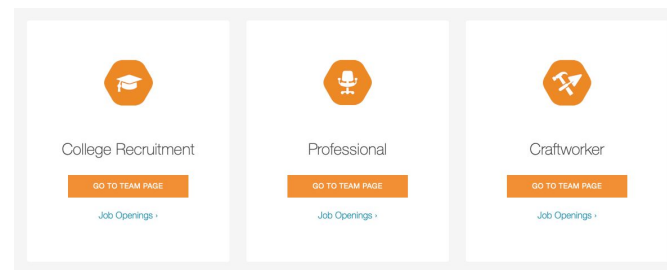 College Recruitment
GO TO TEAM PAGE
Job Openings ›
Professional
GO TO TEAM PAGE
Job Openings ›
Craftworker
GO TO TEAM PAGE
Job Openings ›